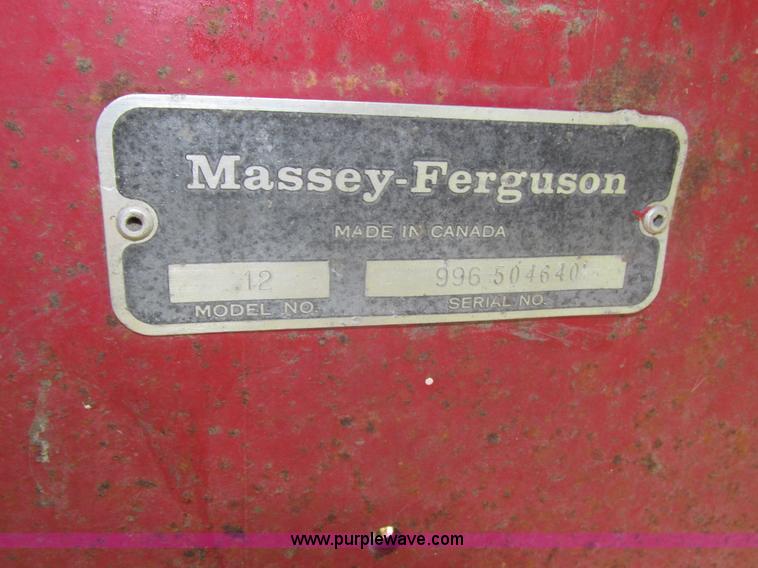 Massey-Ferguson
MADE IN CANADA
12 996 504640
MODEL NO. SERIAL NO.
www.purplewave.com